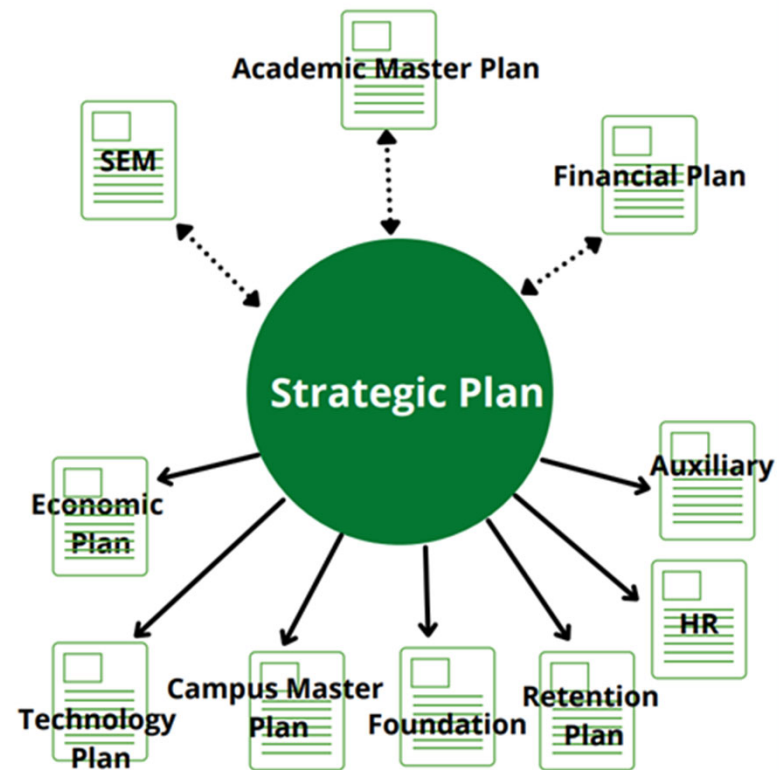 Academic Master Plan
SEM
Financial Plan
Strategic Plan
Auxiliary
Economic
Plan
HR
Campus Master
Plan
Retention
Plan
Technology
Plan
Foundation